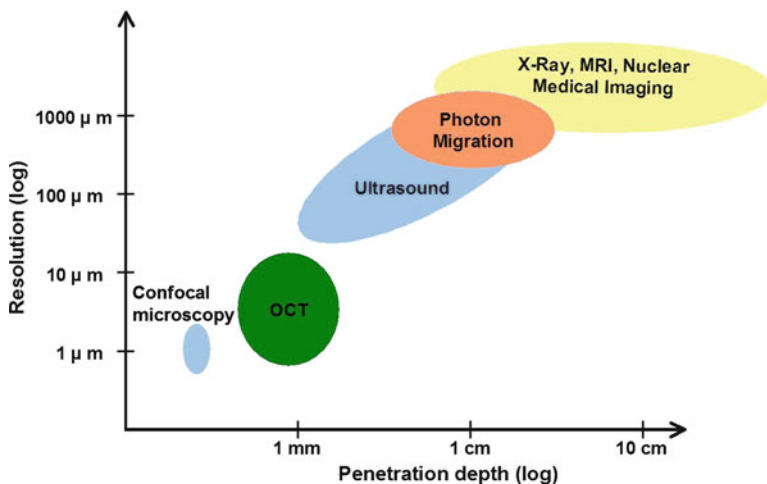 X-Ray, MRI, Nuclear
Medical Imaging
1000 μ m
Photon
Migration
Ultrasound
100 μ m
Resolution (log)
10 μ m
Confocal
microscopy
OCT
1 μ m
1 mm
1 cm
10 cm
Penetration depth (log)